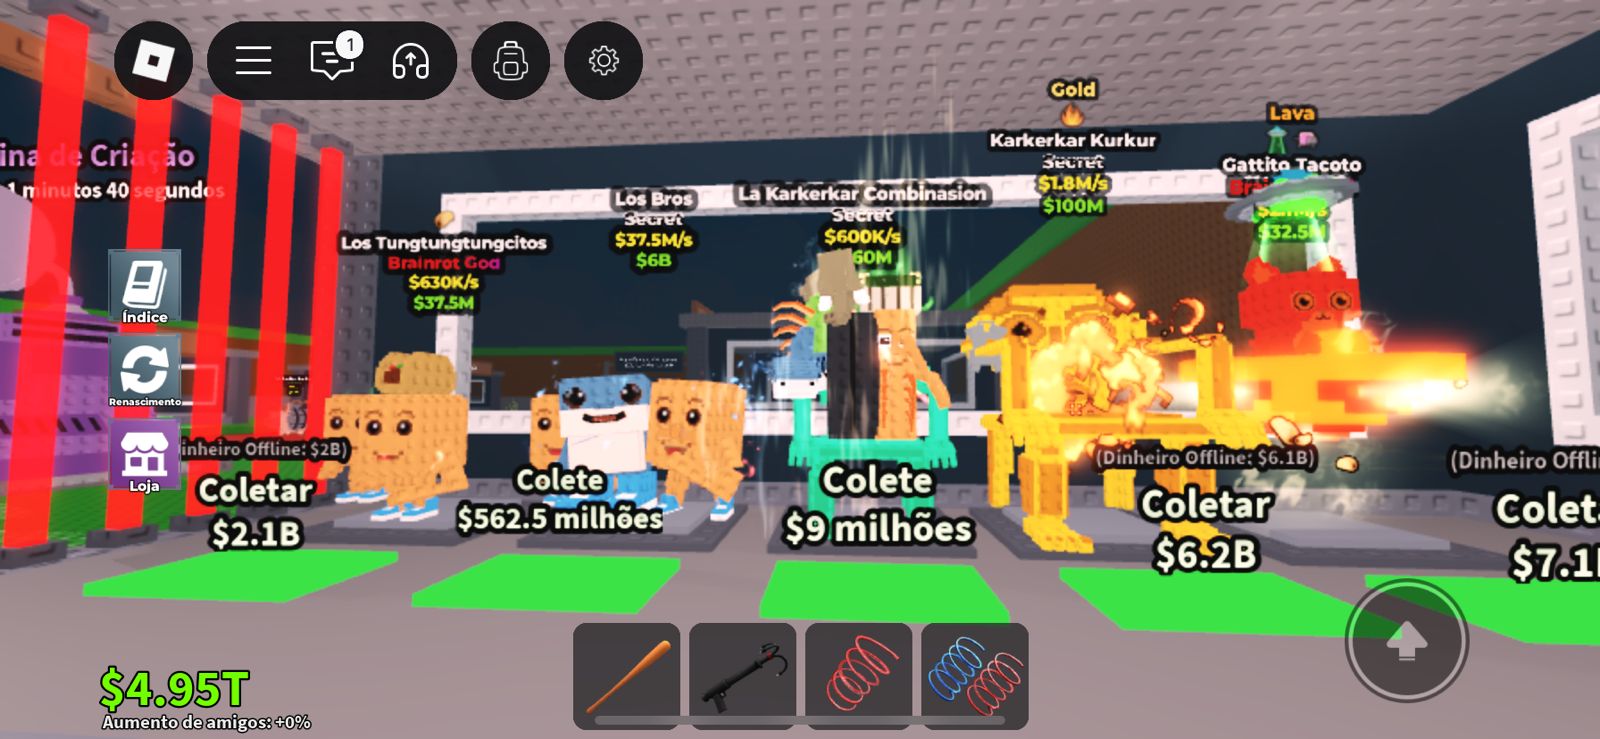 1
ina de Criação
1 minutos 40 segundos
Índice
Renascimento
Loja
Los Tungtungtungcitos
Brainrot God
$630K/s
$37.5M
Los Bros
Secret
$37.5M/s
$6B
La Karkerkar Combinasion
Secret
$600K/s
60M
Gold
Karkerkar Kurkur
Secret
$1.8M/s
$100M
Lava
Gattito Tacoto
$32.5M
inheiro Offline: $2B)
Coletar
$2.1B
Colete
$562.5 milhões
Colete
$9 milhões
(Dinheiro Offline: $6.1B)
Coletar
$6.2B
(Dinheiro Offli
Colet
$7.1
$4.95T
Aumento de amigos: +0%